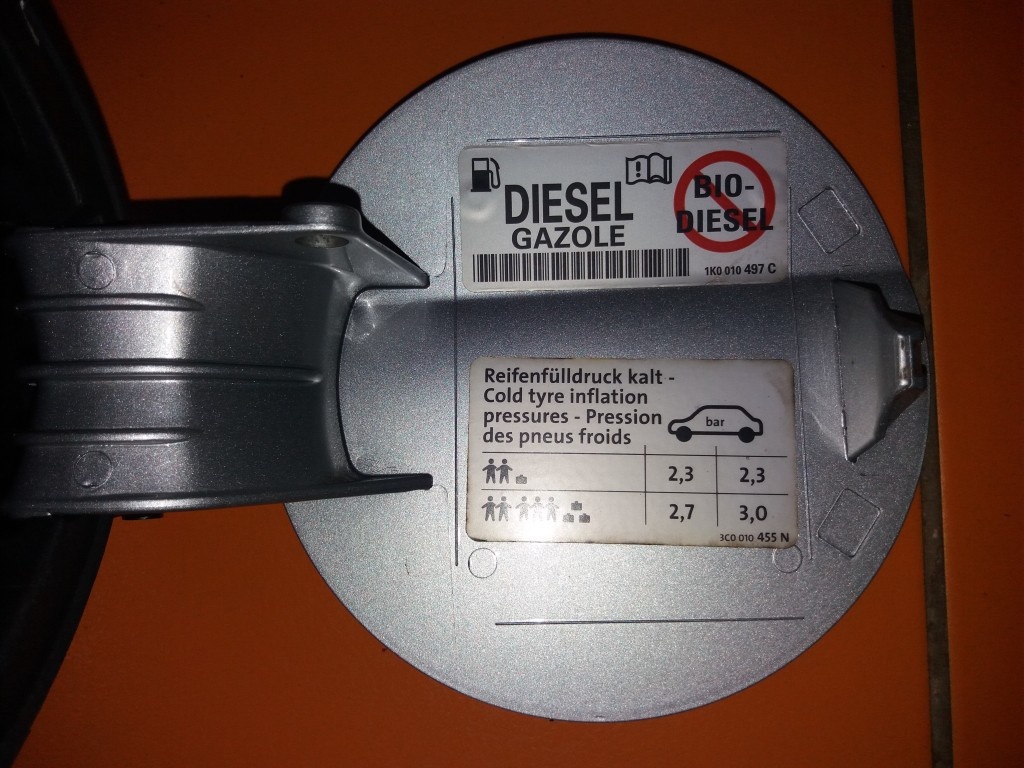 DIESEL
GAZOLE
BIO-
DIESEL
1K0 010 497 C
Reifenfülldruck kalt -
Cold tyre inflation
pressures - Pression
des pneus froids
bar
2,3 2,3
2,7 3,0
3C0 010 455 N